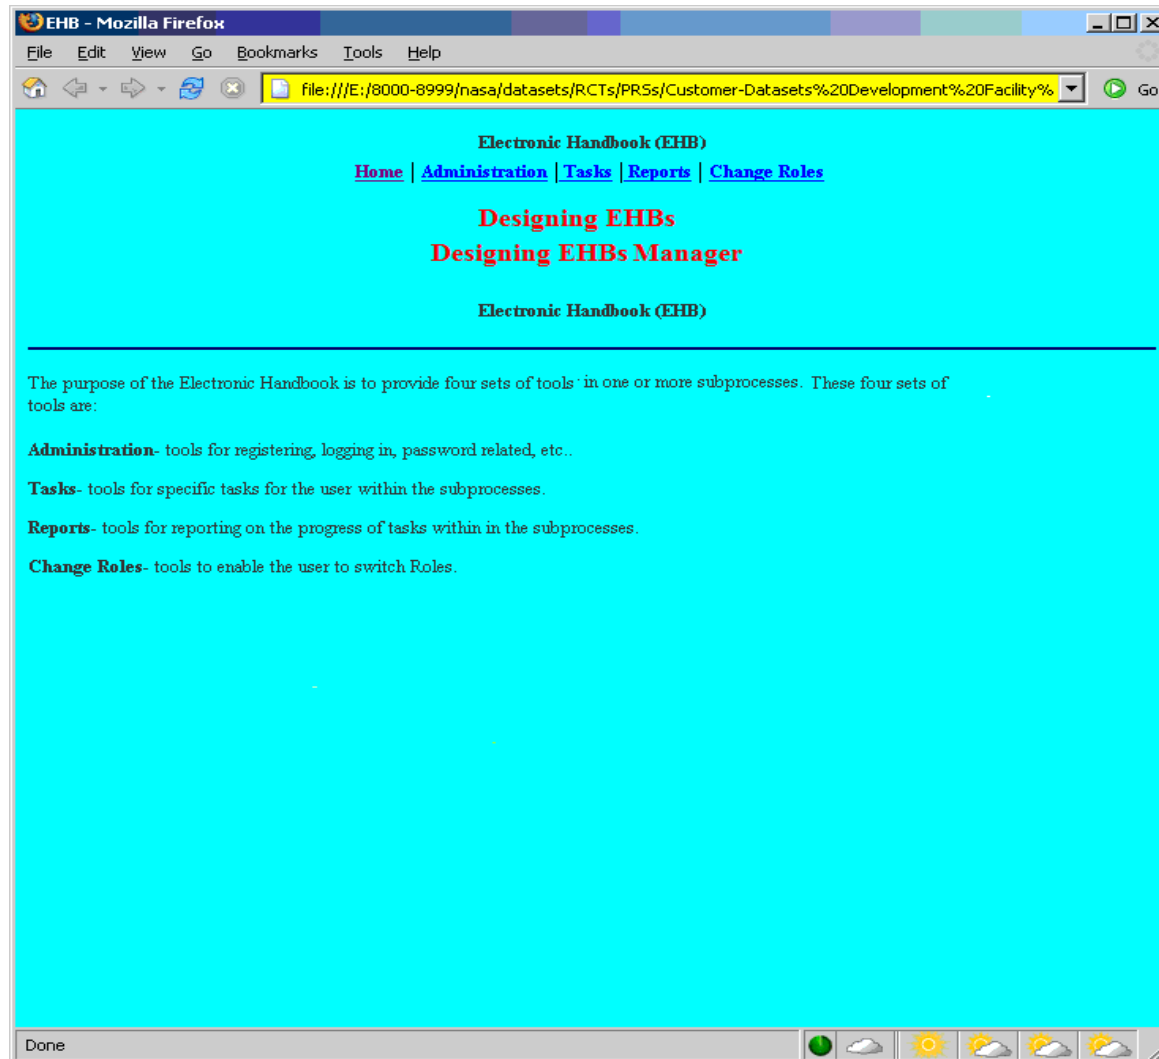 EHB - Mozilla Firefox
File Edit View Go Bookmarks Tools Help
file:///E:/8000-8999/nasa/datasets/RCTs/PRSs/Customer-Datasets%20Development%20Facility% Go
Electronic Handbook (EHB)
Home | Administration | Tasks | Reports | Change Roles
Designing EHBs
Designing EHBs Manager
Electronic Handbook (EHB)
The purpose of the Electronic Handbook is to provide four sets of tools in one or more subprocesses. These four sets of
tools are:
Administration- tools for registering, logging in, password related, etc..
Tasks- tools for specific tasks for the user within the subprocesses.
Reports- tools for reporting on the progress of tasks within in the subprocesses.
Change Roles- tools to enable the user to switch Roles.
Done